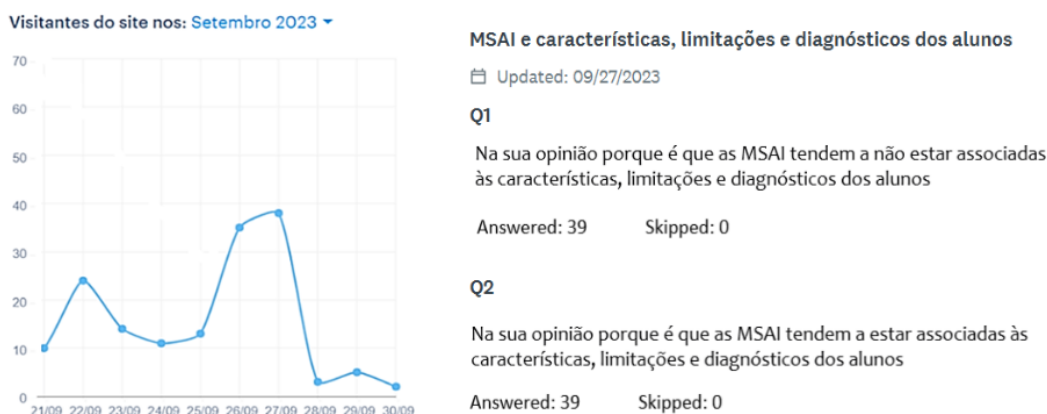 Visitantes do site nos: Setembro 2023
70
60
50
40
30
20
10
0
21/09 22/09 23/09 24/09 25/09 26/09 27/09 28/09 29/09 30/09
MSAI e características, limitações e diagnósticos dos alunos
Updated: 09/27/2023
Q1
Na sua opinião porque é que as MSAI tendem a não estar associadas
às características, limitações e diagnósticos dos alunos
Answered: 39 Skipped: 0
Q2
Na sua opinião porque é que as MSAI tendem a estar associadas às
características, limitações e diagnósticos dos alunos
Answered: 39 Skipped: 0